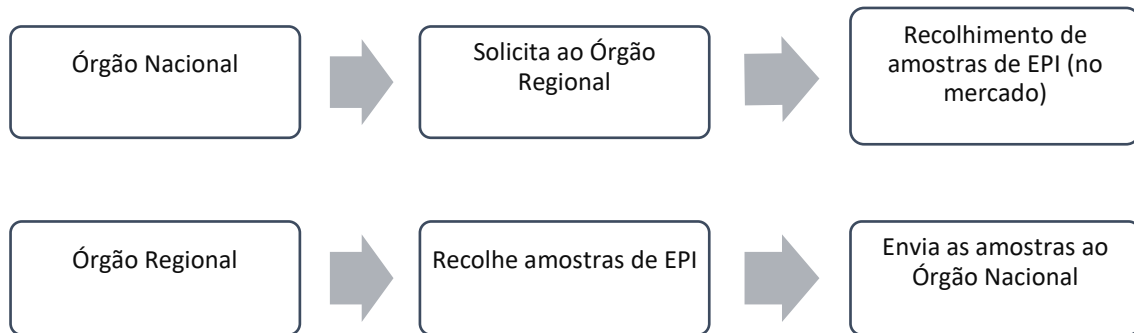 Órgão Nacional
Solicita ao Órgão
Regional
Recolhimento de
amostras de EPI (no
mercado)
Órgão Regional
Recolhe amostras de EPI
Envia as amostras ao
Órgão Nacional